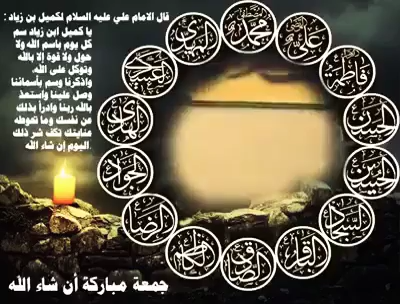 قال الامام علي عليه السلام لكميل بن زياد :
يا كميل ابن زياد سم
كل يوم باسم الله ولا
حول ولا قوة إلا بالله
وتوكل على الله
واذكرنا وسم بأسمائنا
وصل علينا واستعذ
بالله ربنا وادرأ بذلك
عن نفسك وما تحوطه
عنايتك تكف شر ذلك
اليوم إن شاء الله.
محمد
علي
فاطمة
الحسن
الحسين
السجاد
الباقر
الصادق
الكاظم
الرضا
الجواد
الهادي
العسكري
المهدي
جمعة مباركة أن شاء الله